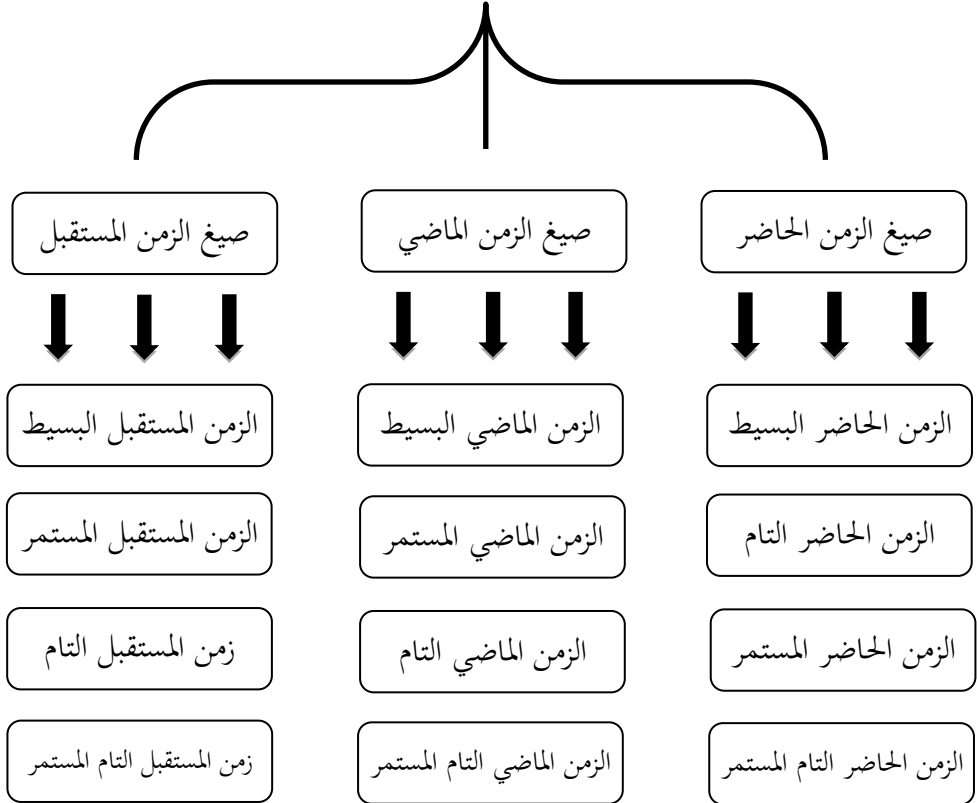 صيغ الزمن الحاضر
صيغ الزمن الماضي
صيغ الزمن المستقبل
الزمن الحاضر البسيط
الزمن الماضي البسيط
الزمن المستقبل البسيط
الزمن الحاضر التام
الزمن الماضي المستمر
الزمن المستقبل المستمر
الزمن الحاضر المستمر
الزمن الماضي التام
زمن المستقبل التام
الزمن الحاضر التام المستمر
الزمن الماضي التام المستمر
زمن المستقبل التام المستمر